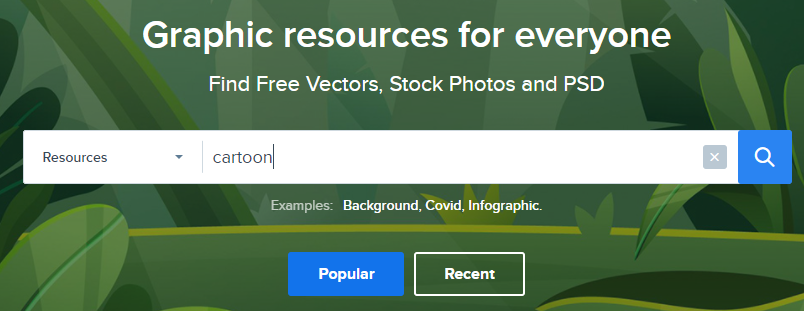 Graphic resources for everyone
Find Free Vectors, Stock Photos and PSD
Resources cartoon
Examples: Background, Covid, Infographic.
Popular Recent